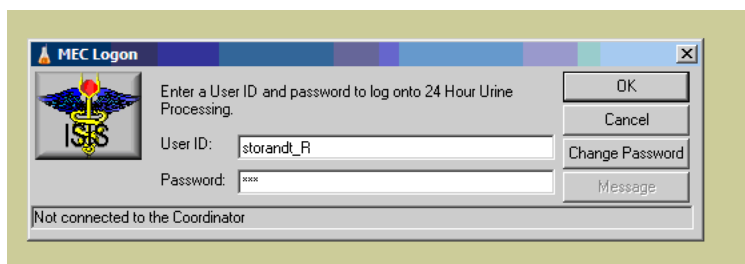 MEC Logon
ISIS
Enter a User ID and password to log onto 24 Hour Urine
Processing.
User ID:
storandt_R
Password:
×××
OK
Cancel
Change Password
Message
Not connected to the Coordinator